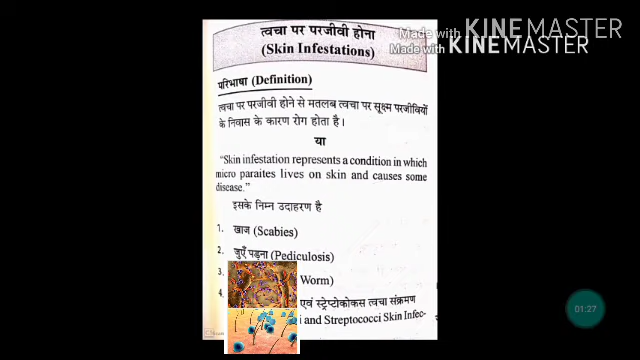 Made with KINEMASTER
Made with KINEMASTER
त्वचा पर परजीवी होना
(Skin Infestations)
परिभाषा (Definition)
त्वचा पर परजीवी होने से मतलब त्वचा पर सूक्ष्म परजीवियों
के निवास के कारण रोग होता है।
या
"Skin infestation represents a condition in which
micro paraites lives on skin and causes some
disease."
इसके निम्न उदाहरण है
1. खाज (Scabies)
2. जुएँ पड़ना (Pediculosis)
3. Worm)
4. एवं स्ट्रेप्टोकोकस त्वचा संक्रमण
and Streptococci Skin Infec-
01:27